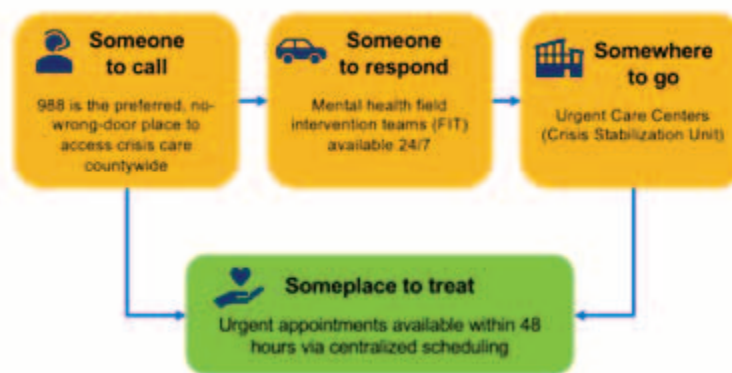 Someone
to call
988 is the preferred, no-
wrong-door place to
access crisis care
countywide
Someone
to respond
Mental health field
intervention teams (FIT)
available 24/7
Somewhere
to go
Urgent Care Centers
(Crisis Stabilization Unit)
Someplace to treat
Urgent appointments available within 48
hours via centralized scheduling